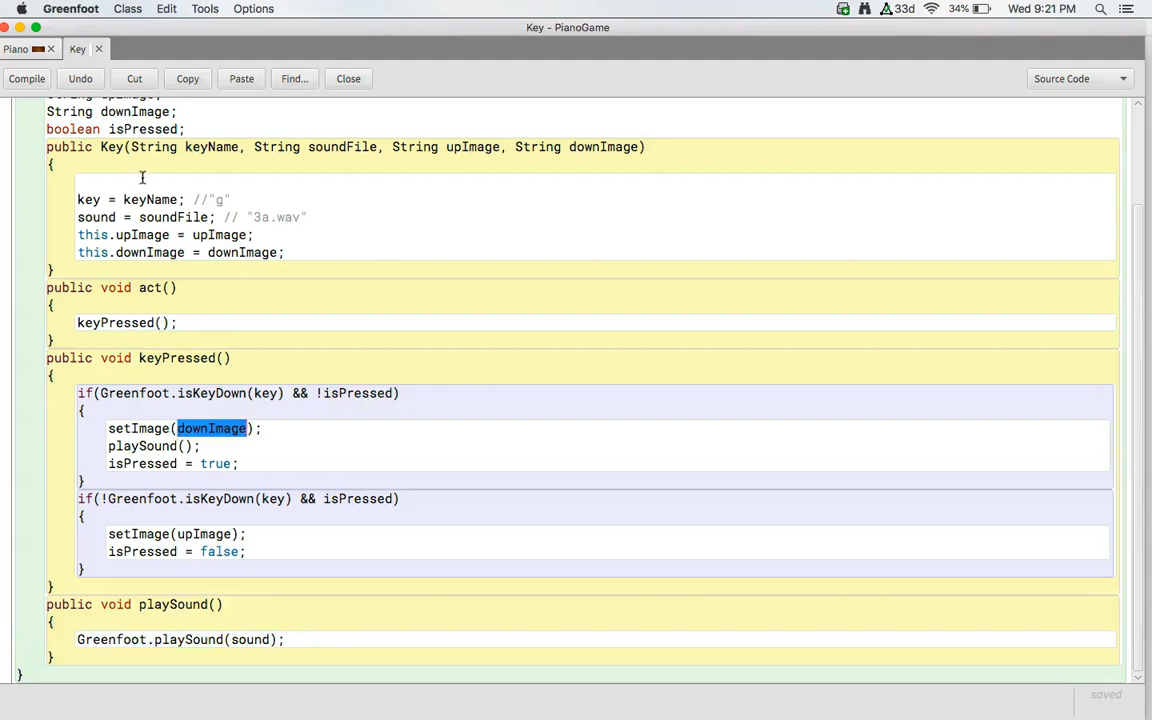 Greenfoot Class Edit Tools Options 33d 34% Wed 9:21 PM
Key - PianoGame
Piano Key
Compile Undo Cut Copy Paste Find... Close Source Code
String upImage;
String downImage;
boolean isPressed;
public Key(String keyName, String soundFile, String upImage, String downImage)
{
key = keyName; //"g"
sound = soundFile; // "3a.wav"
this.upImage = upImage;
this.downImage = downImage;
}
public void act()
{
keyPressed();
}
public void keyPressed()
{
if(Greenfoot.isKeyDown(key) && !isPressed)
{
setImage(downImage);
playSound();
isPressed = true;
}
if(!Greenfoot.isKeyDown(key) && isPressed)
{
setImage(upImage);
isPressed = false;
}
}
public void playSound()
{
Greenfoot.playSound(sound);
}
}
saved